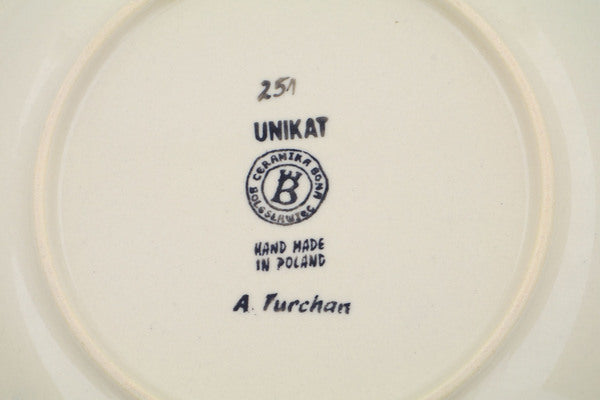 251
UNIKAT
CERAMIKA BONA
B
BOLESŁAWIEC
HAND MADE
IN POLAND
A. Turchan